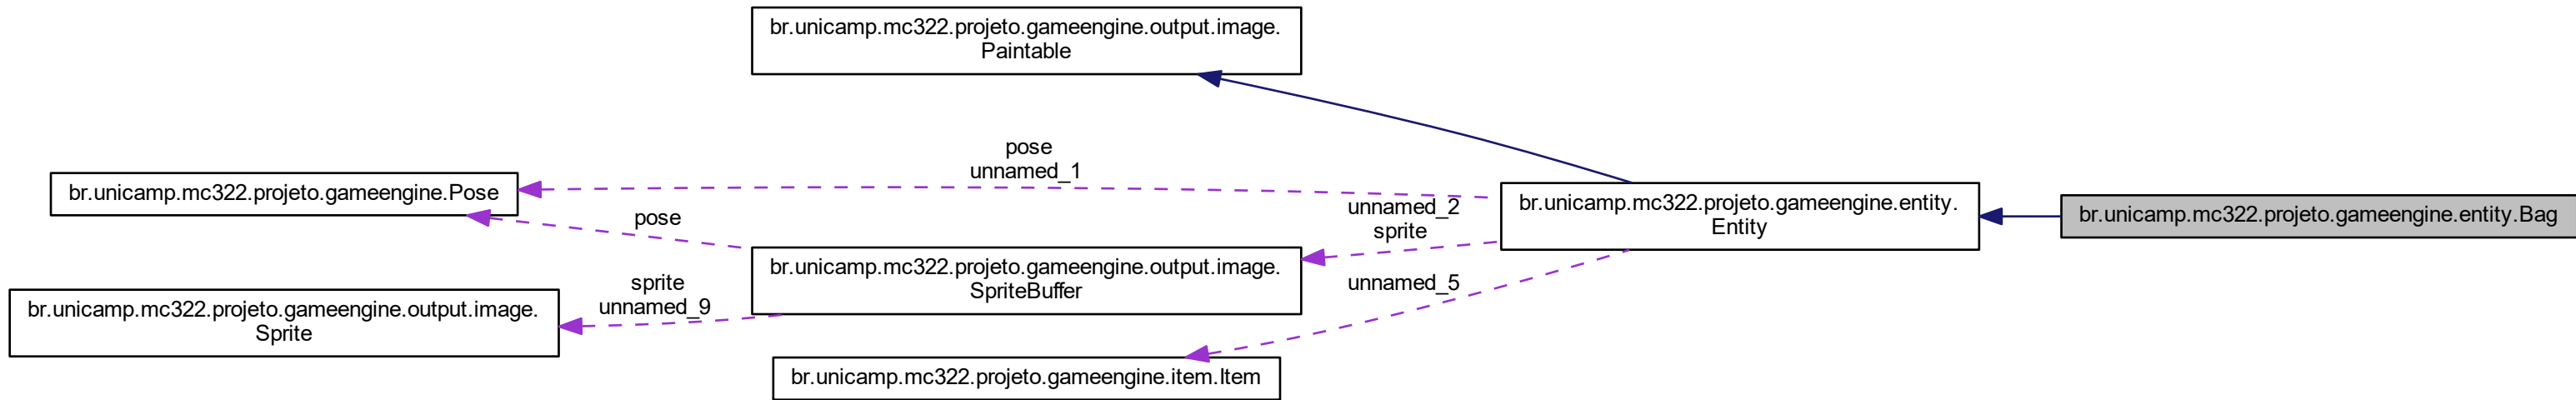 br.unicamp.mc322.projeto.gameengine.output.image.
Paintable
pose
unnamed_1
br.unicamp.mc322.projeto.gameengine.Pose
pose
unnamed_2
sprite
br.unicamp.mc322.projeto.gameengine.entity.
Entity
br.unicamp.mc322.projeto.gameengine.entity.Bag
br.unicamp.mc322.projeto.gameengine.output.image.
SpriteBuffer
sprite
unnamed_9
unnamed_5
br.unicamp.mc322.projeto.gameengine.output.image.
Sprite
br.unicamp.mc322.projeto.gameengine.item.Item